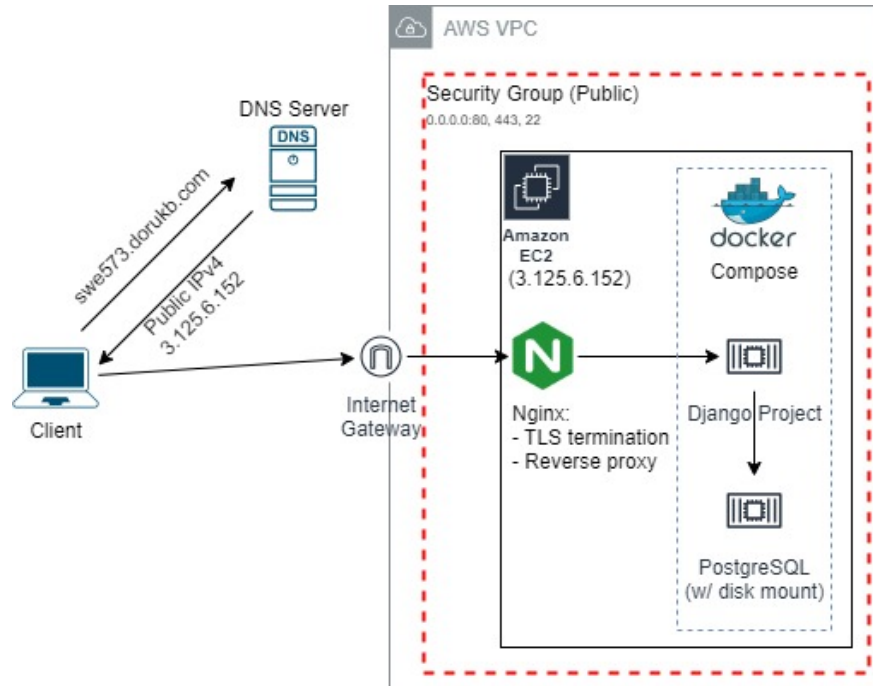 AWS VPC
Security Group (Public)
0.0.0.0:80, 443, 22
DNS Server
DNS
swe573.dorukb.com
Public IPv4
3.125.6.152
Client
Internet
Gateway
Amazon
EC2
(3.125.6.152)
Nginx:
- TLS termination
- Reverse proxy
docker
Compose
Django Project
PostgreSQL
(w/ disk mount)